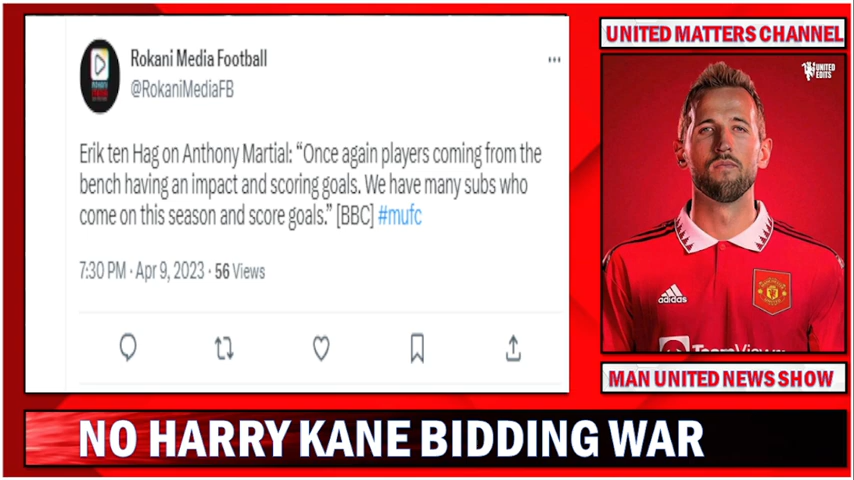 Rokani Media Football
@RokaniMediaFB
Erik ten Hag on Anthony Martial: “Once again players coming from the
bench having an impact and scoring goals. We have many subs who
come on this season and score goals.” [BBC] #mufc
7:30 PM · Apr 9, 2023 · 56 Views
UNITED MATTERS CHANNEL
UNITED
EDITS
adidas
TeamView
MAN UNITED NEWS SHOW
NO HARRY KANE BIDDING WAR